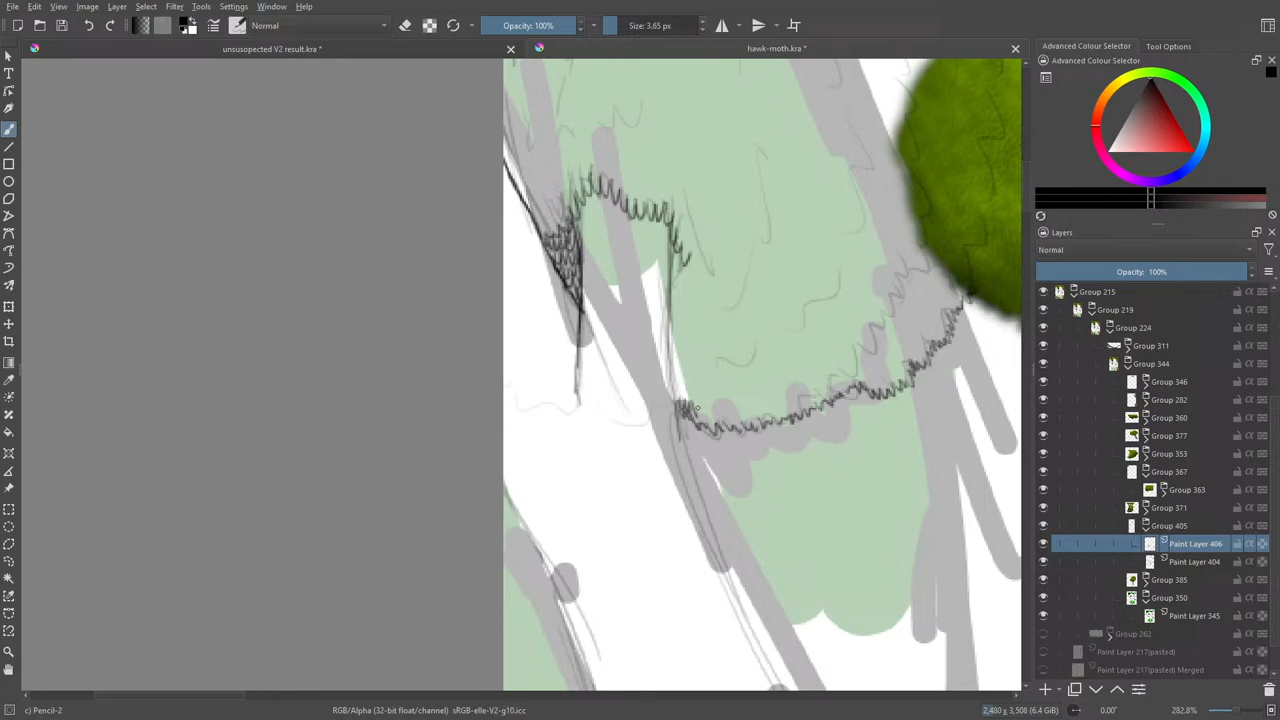 File Edit View Image Layer Select Filter Tools Settings Window Help
Normal Opacity: 100% Size: 3.65 px
unsusopected V2 result.kra * hawk-moth.kra *
Advanced Colour Selector Tool Options
Advanced Colour Selector
Layers
Normal
Opacity: 100%
Group 215
Group 219
Group 224
Group 311
Group 344
Group 346
Group 282
Group 360
Group 377
Group 353
Group 367
Group 363
Group 371
Group 405
Paint Layer 406
Paint Layer 404
Group 385
Group 350
Paint Layer 345
Group 262
Paint Layer 217(pasted)
Paint Layer 217(pasted) Merged
c) Pencil-2 RGB/Alpha (32-bit float/channel) sRGB-elle-V2-g10.icc 2,480 x 3,508 (6.4 GiB) 0.00° 282.8%